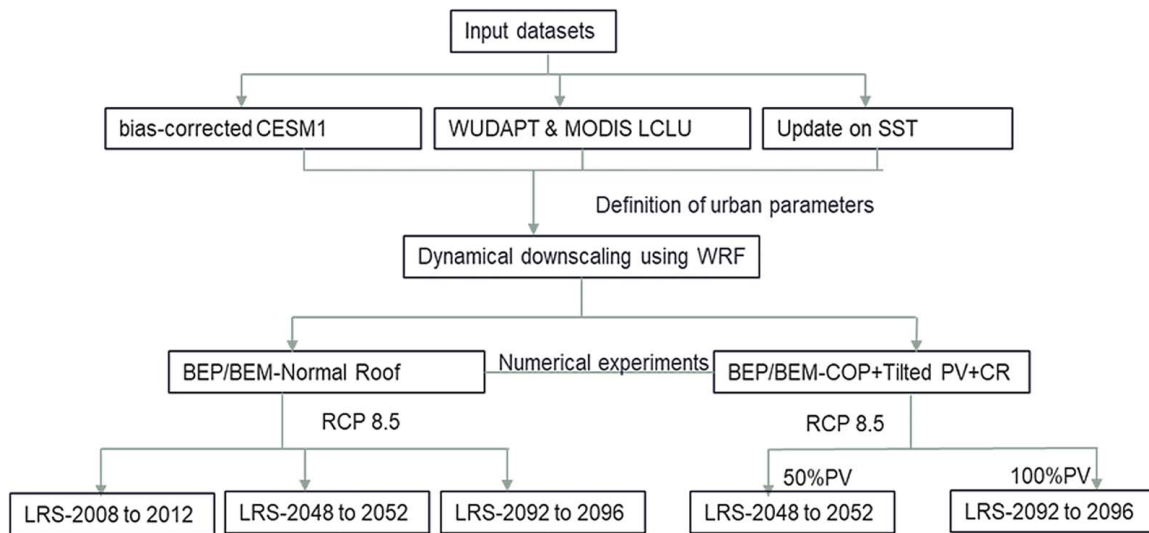 Input datasets
bias-corrected CESM1
WUDAPT & MODIS LCLU
Update on SST
Definition of urban parameters
Dynamical downscaling using WRF
BEP/BEM-Normal Roof
Numerical experiments
BEP/BEM-COP+Tilted PV+CR
RCP 8.5
RCP 8.5
50%PV
100%PV
LRS-2008 to 2012
LRS-2048 to 2052
LRS-2092 to 2096
LRS-2048 to 2052
LRS-2092 to 2096